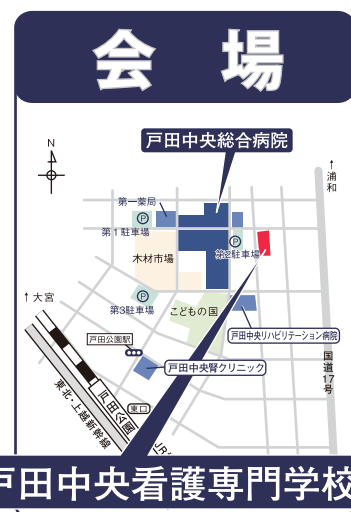 会場
N
戸田中央総合病院
↑浦和
第一薬局
P
第1駐車場
木材市場
P
第2駐車場
↑大宮
P
第3駐車場
こどもの国
戸田公園駅
戸田中央リハビリテーション病院
戸田中央腎クリニック
国道17号
戸田公園
東口
東北・上越新幹線
戸田中央看護専門学校